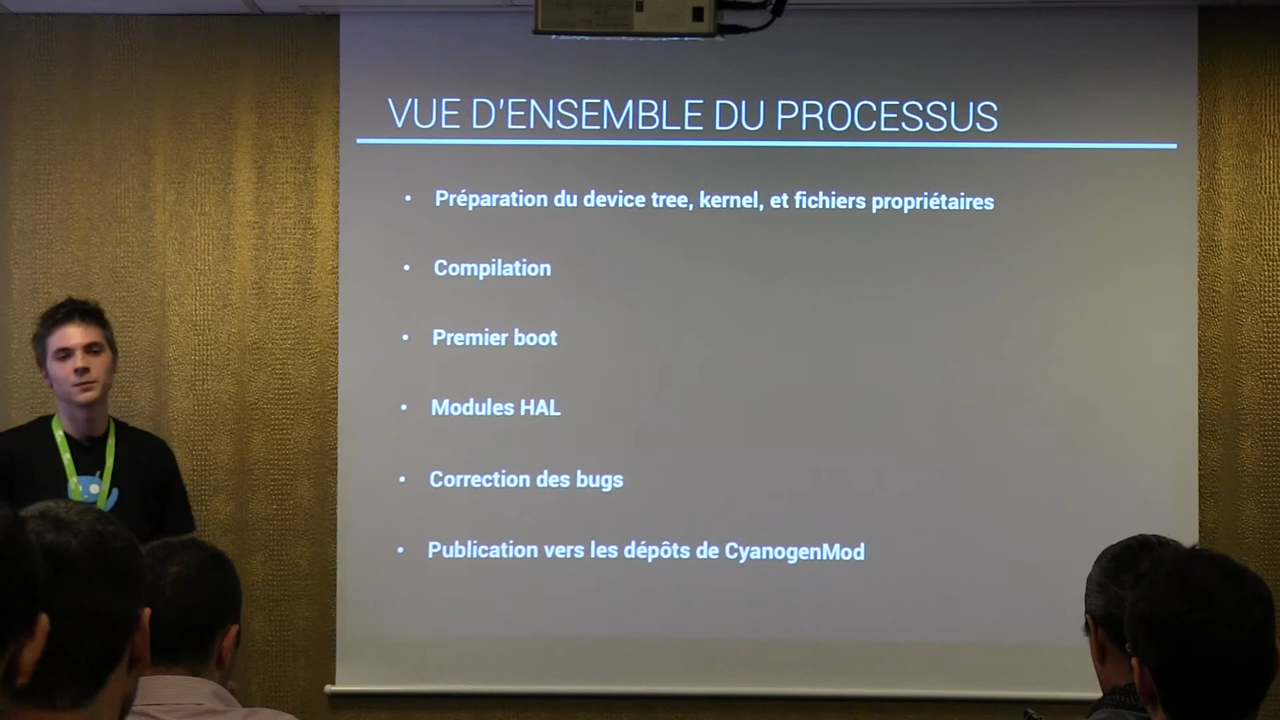 VUE D'ENSEMBLE DU PROCESSUS
• Préparation du device tree, kernel, et fichiers propriétaires
• Compilation
• Premier boot
• Modules HAL
• Correction des bugs
• Publication vers les dépôts de CyanogenMod